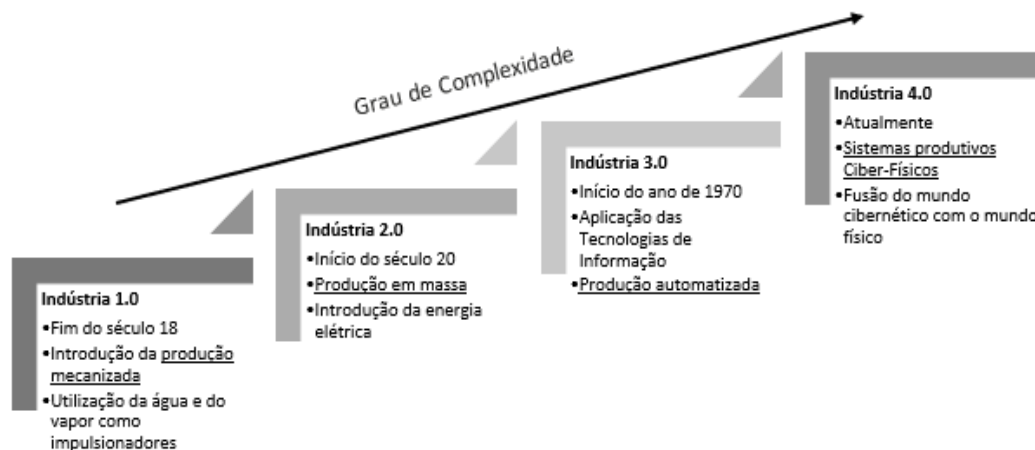 Grau de Complexidade
Indústria 1.0
•Fim do século 18
•Introdução da produção
mecanizada
•Utilização da água e do
vapor como
impulsionadores
Indústria 2.0
•Início do século 20
•Produção em massa
•Introdução da energia
elétrica
Indústria 3.0
•Início do ano de 1970
•Aplicação das
Tecnologias de
Informação
•Produção automatizada
Indústria 4.0
•Atualmente
•Sistemas produtivos
Ciber-Físicos
•Fusão do mundo
cibernético com o mundo
físico